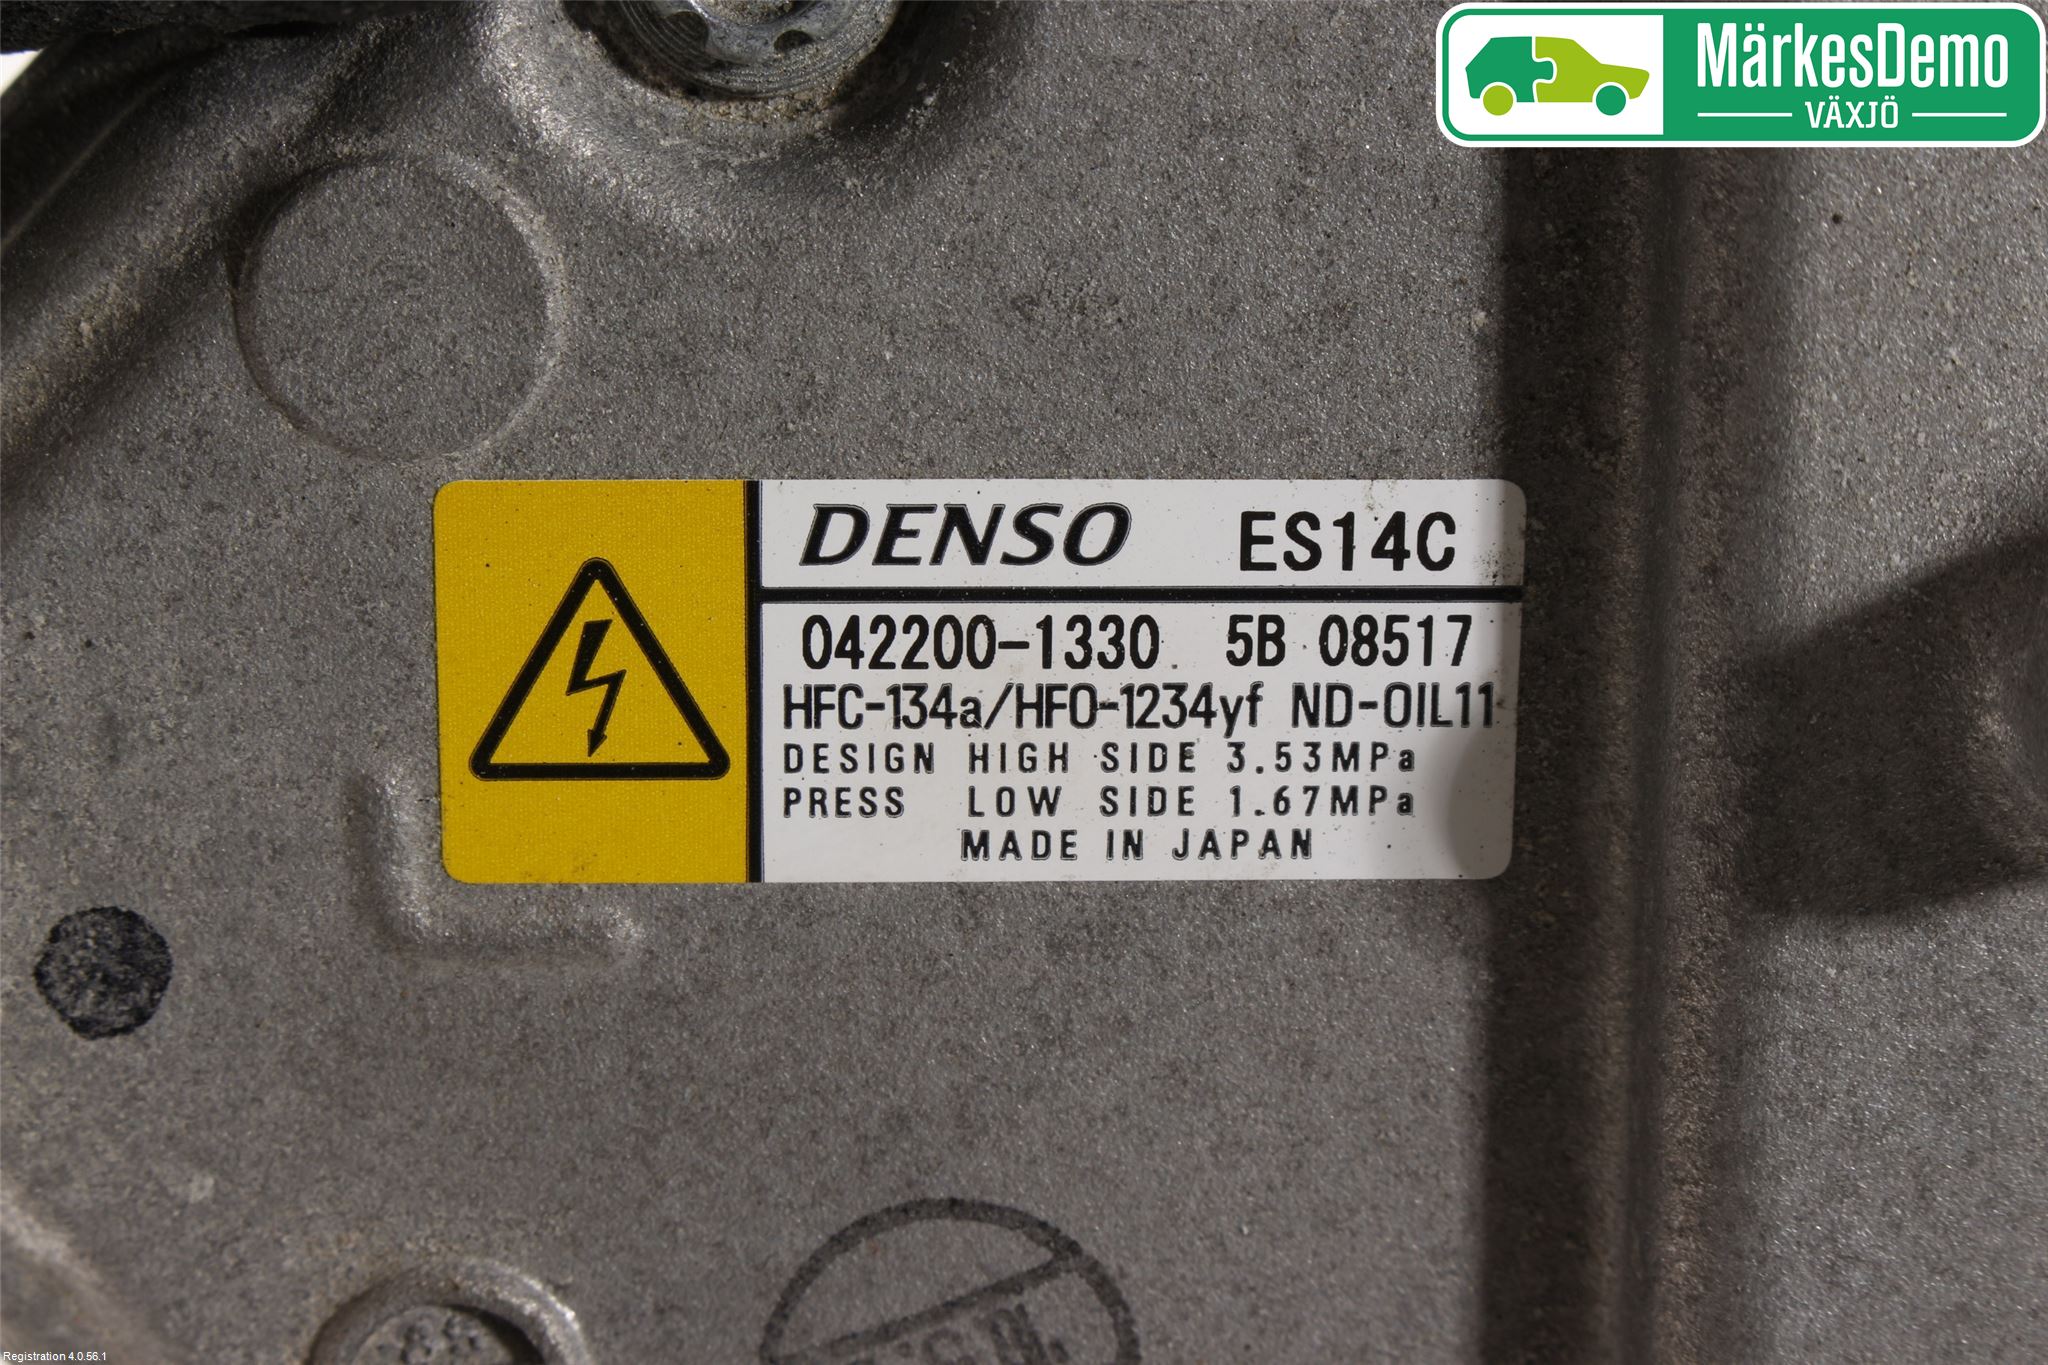 MärkesDemo
VÄXJÖ
DENSO ES14C
042200-1330 5B 08517
HFC-134a/HFO-1234yf ND-OIL11
DESIGN HIGH SIDE 3.53MPa
PRESS LOW SIDE 1.67MPa
MADE IN JAPAN
Registration 4.0.56.1